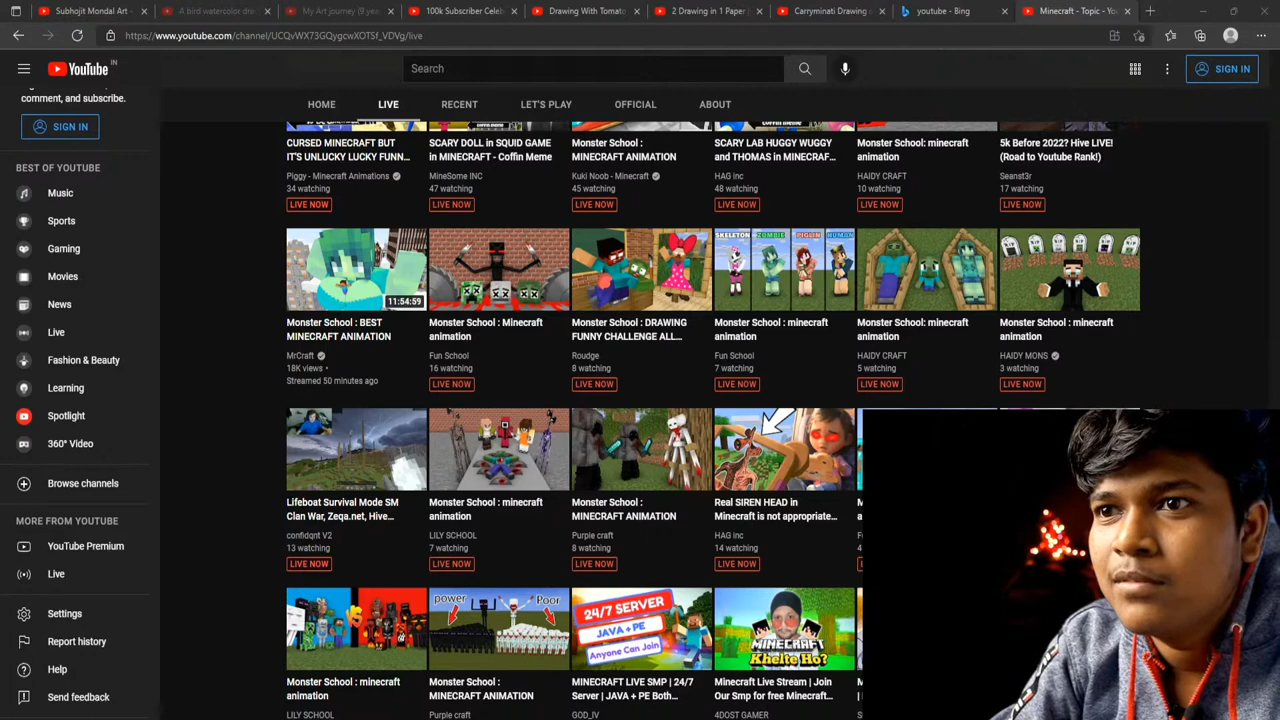 Subhojit Mondal Art -
A bird watercolor dre
My Art journey (9 yea
100k Subscriber Celeb
Drawing With Tomato
2 Drawing in 1 Paper |
Carryminati Drawing
youtube - Bing
Minecraft - Topic - Yo
https://www.youtube.com/channel/UCQvWX73GQygcwXOTSf_VDVg/live
YouTube IN
Search
SIGN IN
comment, and subscribe.
SIGN IN
BEST OF YOUTUBE
Music
Sports
Gaming
Movies
News
Live
Fashion & Beauty
Learning
Spotlight
360° Video
Browse channels
MORE FROM YOUTUBE
YouTube Premium
Live
Settings
Report history
Help
Send feedback
HOME
LIVE
RECENT
LET'S PLAY
OFFICIAL
ABOUT
CURSED MINECRAFT BUT
IT'S UNLUCKY LUCKY FUNN...
Piggy - Minecraft Animations
34 watching
LIVE NOW
SCARY DOLL in SQUID GAME
in MINECRAFT - Coffin Meme
MineSome INC
47 watching
LIVE NOW
Monster School :
MINECRAFT ANIMATION
Kuki Noob - Minecraft
45 watching
LIVE NOW
SCARY LAB HUGGY WUGGY
and THOMAS in MINECRAF...
HAG Inc
48 watching
LIVE NOW
Monster School: minecraft
animation
HAIDY CRAFT
10 watching
LIVE NOW
5k Before 2022? Hive LIVE!
(Road to Youtube Rank!)
Seanst3r
17 watching
LIVE NOW
11:54:59
Monster School : BEST
MINECRAFT ANIMATION
MrCraft
18K views •
Streamed 50 minutes ago
Monster School : Minecraft
animation
Fun School
16 watching
LIVE NOW
Monster School : DRAWING
FUNNY CHALLENGE ALL...
Roudge
8 watching
LIVE NOW
SKELETON
ZOMBIE
PIGLIN
HUMAN
Monster School : minecraft
animation
Fun School
7 watching
LIVE NOW
Monster School: minecraft
animation
HAIDY CRAFT
5 watching
LIVE NOW
Monster School : minecraft
animation
HAIDY MONS
3 watching
LIVE NOW
Lifeboat Survival Mode SM
Clan War, Zeqa.net, Hive...
confidqnt V2
13 watching
LIVE NOW
Monster School : minecraft
animation
LILY SCHOOL
7 watching
LIVE NOW
Monster School :
MINECRAFT ANIMATION
Purple craft
8 watching
LIVE NOW
Real SIREN HEAD in
Minecraft is not appropriate...
HAG Inc
14 watching
LIVE NOW
Monster School : minecraft
animation
LILY SCHOOL
power
Poor
Monster School :
MINECRAFT ANIMATION
Purple craft
24/7 SERVER
JAVA + PE
Anyone Can Join
MINECRAFT LIVE SMP | 24/7
Server | JAVA + PE Both...
GOD_IV
MINECRAFT
Khelte Ho?
Minecraft Live Stream | Join
Our Smp for free Minecraft...
4DOST GAMER